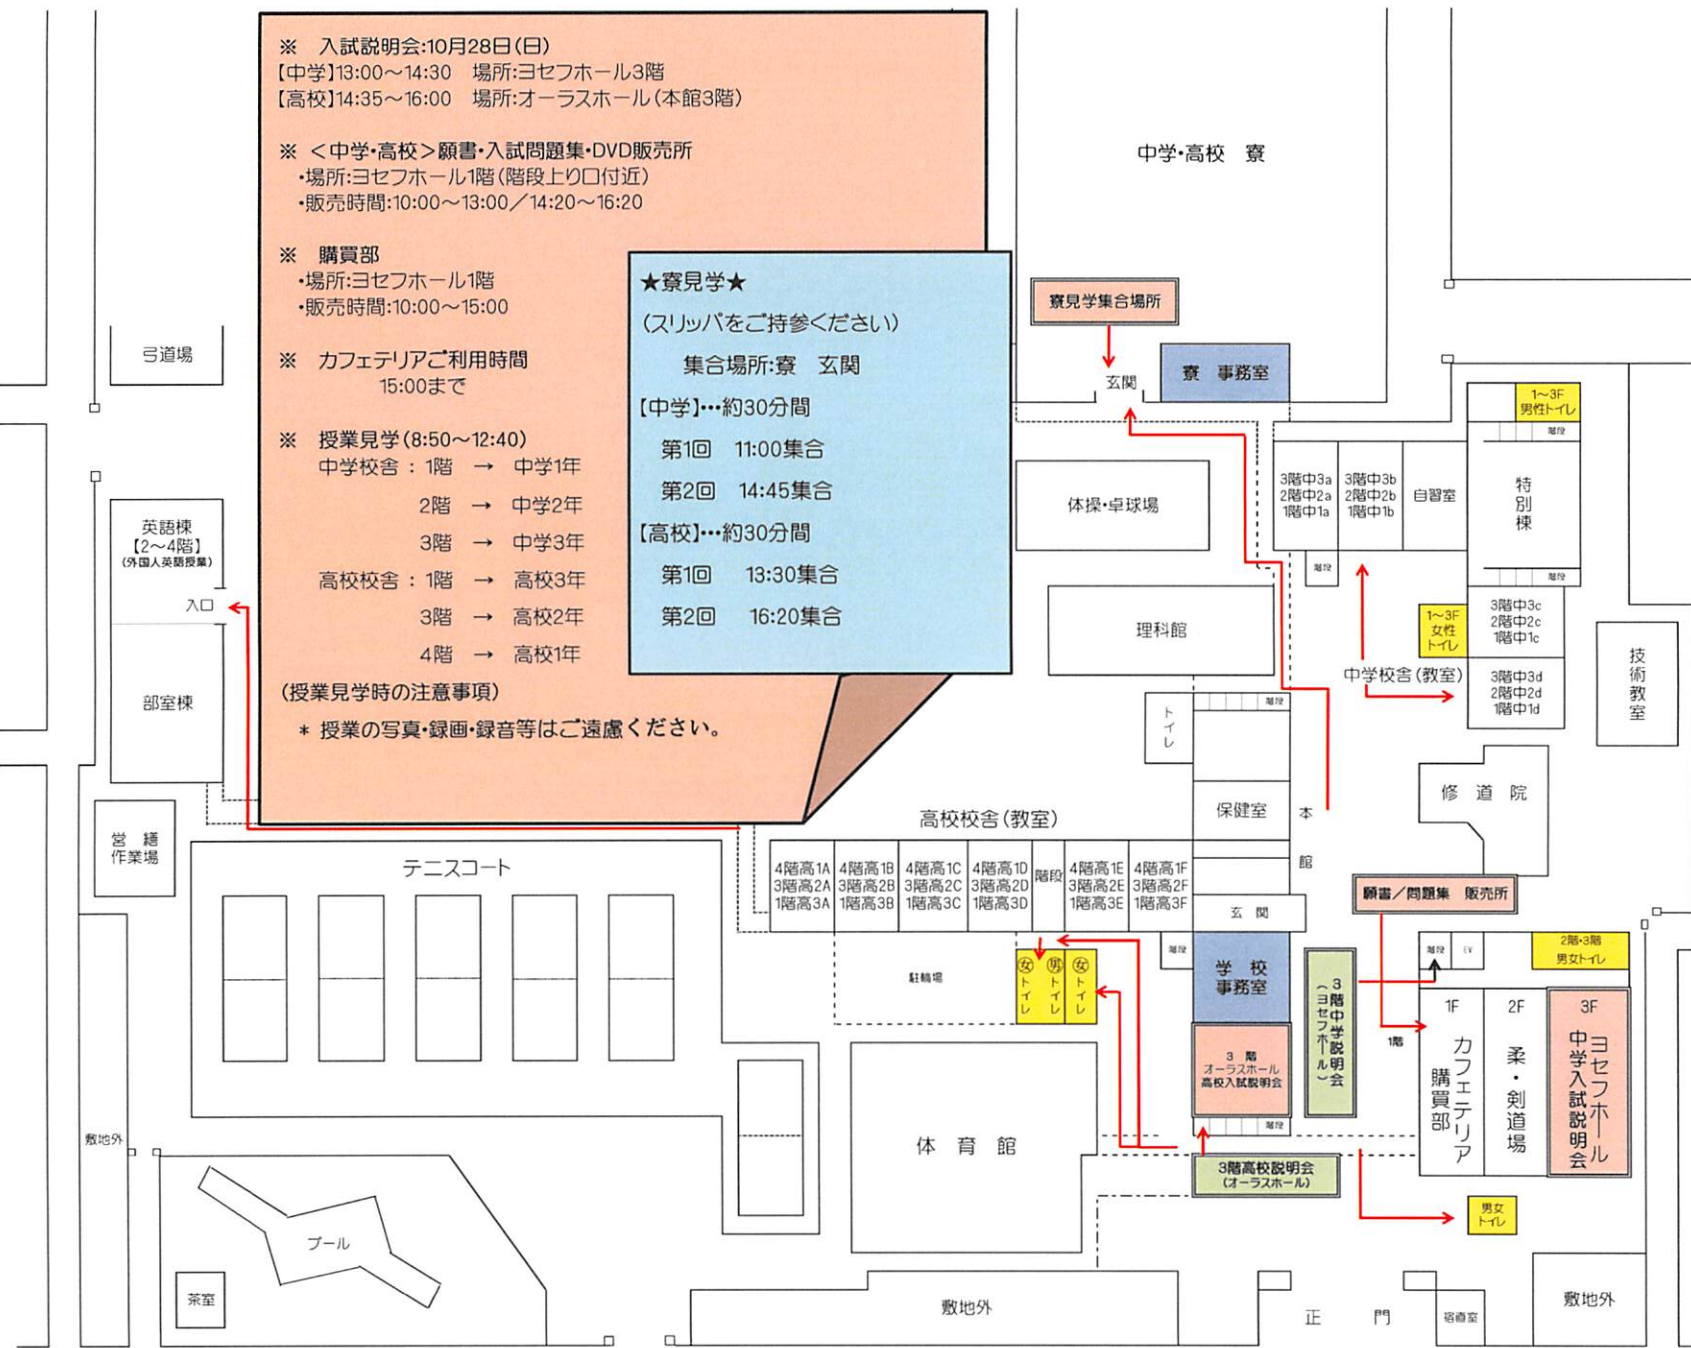 ※ 入試説明会:10月28日(日)
【中学】13:00～14:30 場所:ヨセフホール3階
【高校】14:35～16:00 場所:オーラスホール(本館3階)
※ ＜中学・高校＞願書・入試問題集・DVD販売所
・場所:ヨセフホール1階(階段上り口付近)
・販売時間:10:00～13:00／14:20～16:20
※ 購買部
・場所:ヨセフホール1階
・販売時間:10:00～15:00
※ カフェテリアご利用時間
15:00まで
※ 授業見学(8:50～12:40)
中学校舎：1階 → 中学1年
2階 → 中学2年
3階 → 中学3年
高校校舎：1階 → 高校3年
3階 → 高校2年
4階 → 高校1年
(授業見学時の注意事項)
＊ 授業の写真・録画・録音等はご遠慮ください。
★寮見学★
(スリッパをご持参ください)
集合場所:寮 玄関
【中学】…約30分間
第1回 11:00集合
第2回 14:45集合
【高校】…約30分間
第1回 13:30集合
第2回 16:20集合
中学・高校 寮
寮見学集合場所
玄関
寮 事務室
弓道場
英語棟
【2～4階】
(外国人英語授業)
入口
部室棟
営 繕
作業場
体操・卓球場
理科館
3階中3a
2階中2a
1階中1a
3階中3b
2階中2b
1階中1b
自習室
階段
1～3F
男性トイレ
階段
特別棟
階段
1～3F
女性
トイレ
3階中3c
2階中2c
1階中1c
3階中3d
2階中2d
1階中1d
中学校舎(教室)
技術教室
修 道 院
トイレ
階段
保健室
本館
玄 関
高校校舎(教室)
4階高1A
3階高2A
1階高3A
4階高1B
3階高2B
1階高3B
4階高1C
3階高2C
1階高3C
4階高1D
3階高2D
1階高3D
階段
4階高1E
3階高2E
1階高3E
4階高1F
3階高2F
1階高3F
テニスコート
駐輪場
女トイレ
男トイレ
女トイレ
階段
学 校
事務室
3 階
オーラスホール
高校入試説明会
階段
3階高校説明会
(オーラスホール)
3階中学説明会
(ヨセフホール)
願書／問題集 販売所
1階
階段
EV
2階・3階
男女トイレ
1F
カフェテリア
購買部
2F
柔・剣道場
3F
ヨセフホール
中学入試説明会
男女
トイレ
体 育 館
敷地外
プール
茶室
敷地外
正 門
宿直室
敷地外